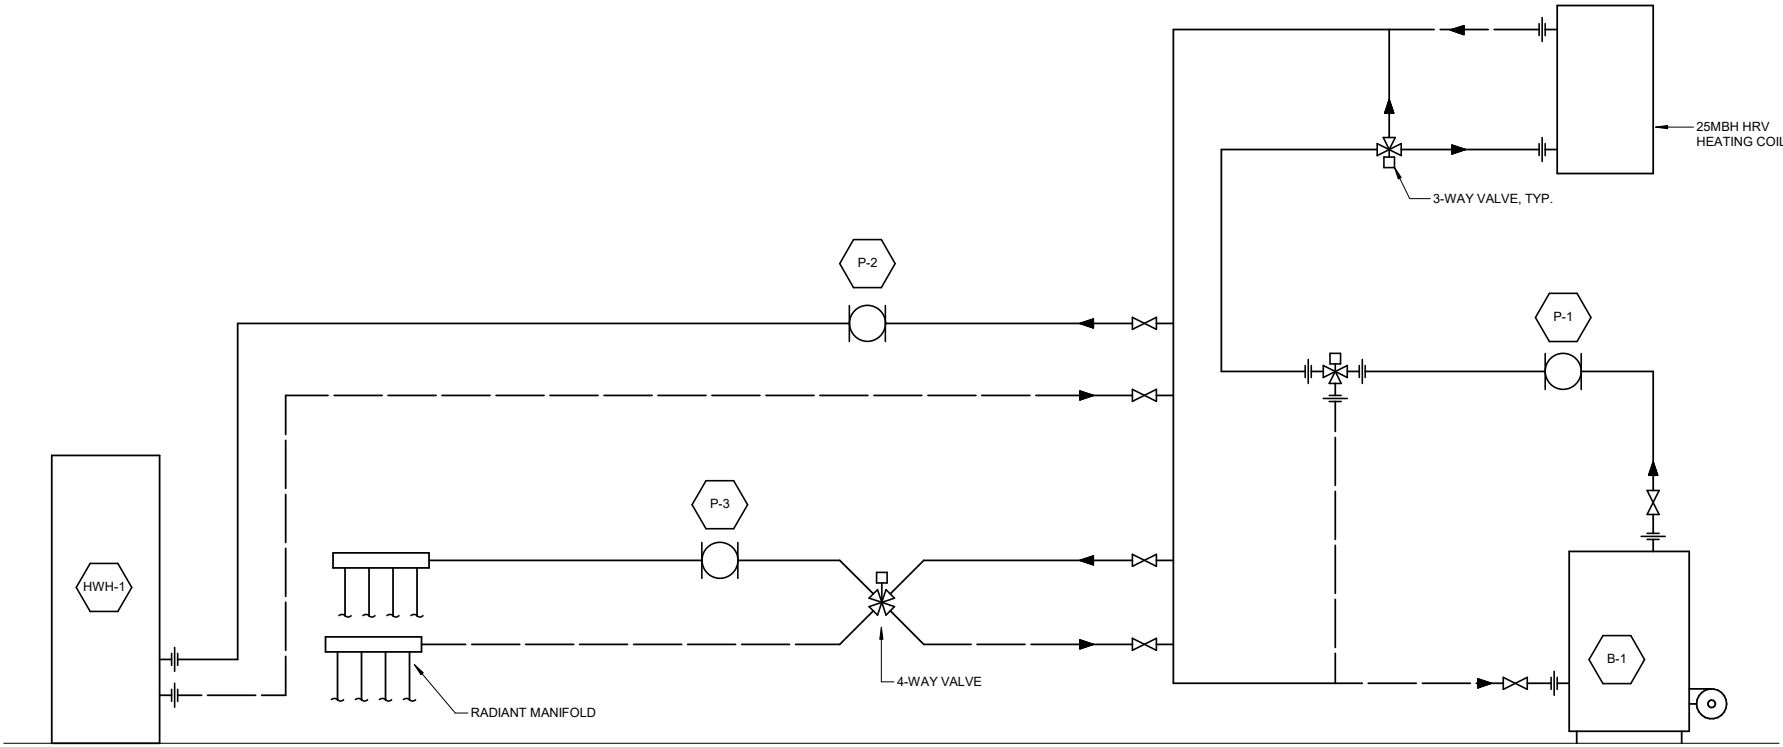 25MBH HRV
HEATING COIL
3-WAY VALVE, TYP.
P-2
P-1
P-3
HWH-1
B-1
4-WAY VALVE
RADIANT MANIFOLD